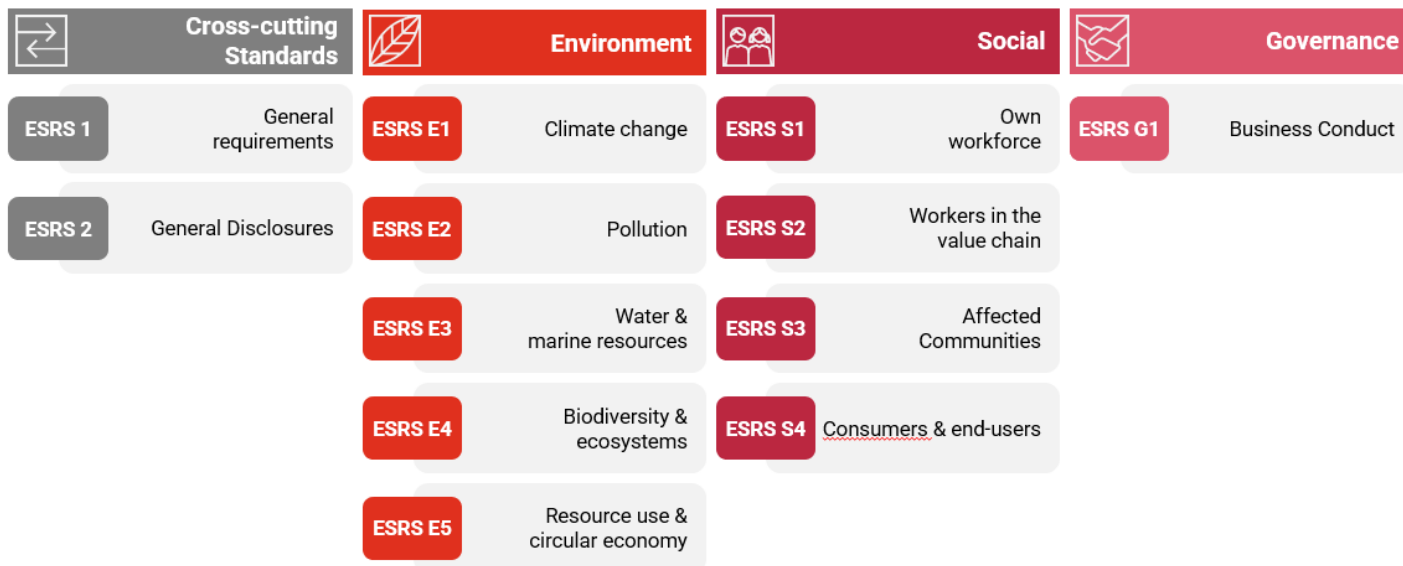 Cross-cutting
Standards
ESRS 1
General
requirements
ESRS 2
General Disclosures
Environment
ESRS E1
Climate change
ESRS E2
Pollution
ESRS E3
Water &
marine resources
ESRS E4
Biodiversity &
ecosystems
ESRS E5
Resource use &
circular economy
Social
ESRS S1
Own
workforce
ESRS S2
Workers in the
value chain
ESRS S3
Affected
Communities
ESRS S4
Consumers & end-users
Governance
ESRS G1
Business Conduct